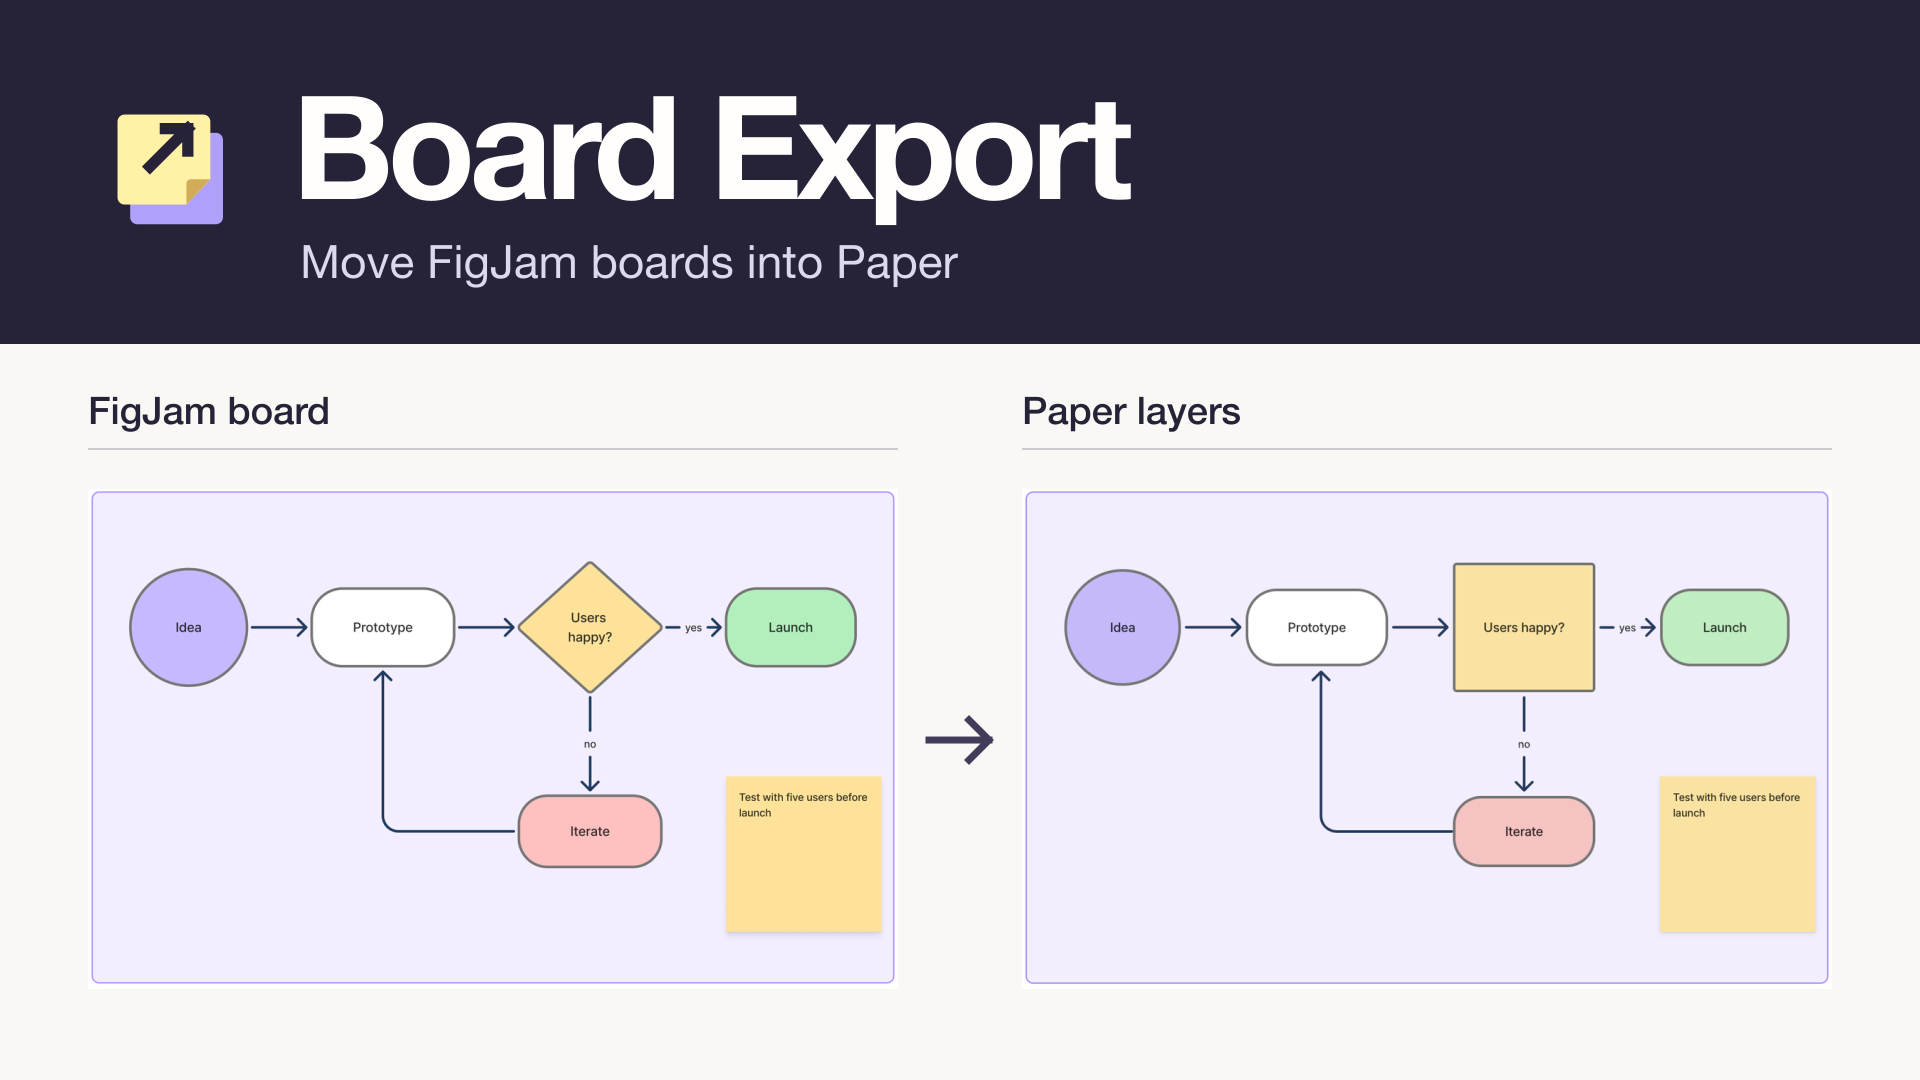 Board Export
Move FigJam boards into Paper
FigJam board
Idea
Prototype
Users
happy?
yes
Launch
no
Iterate
Test with five users before
launch
Paper layers
Idea
Prototype
Users happy?
yes
Launch
no
Iterate
Test with five users before
launch